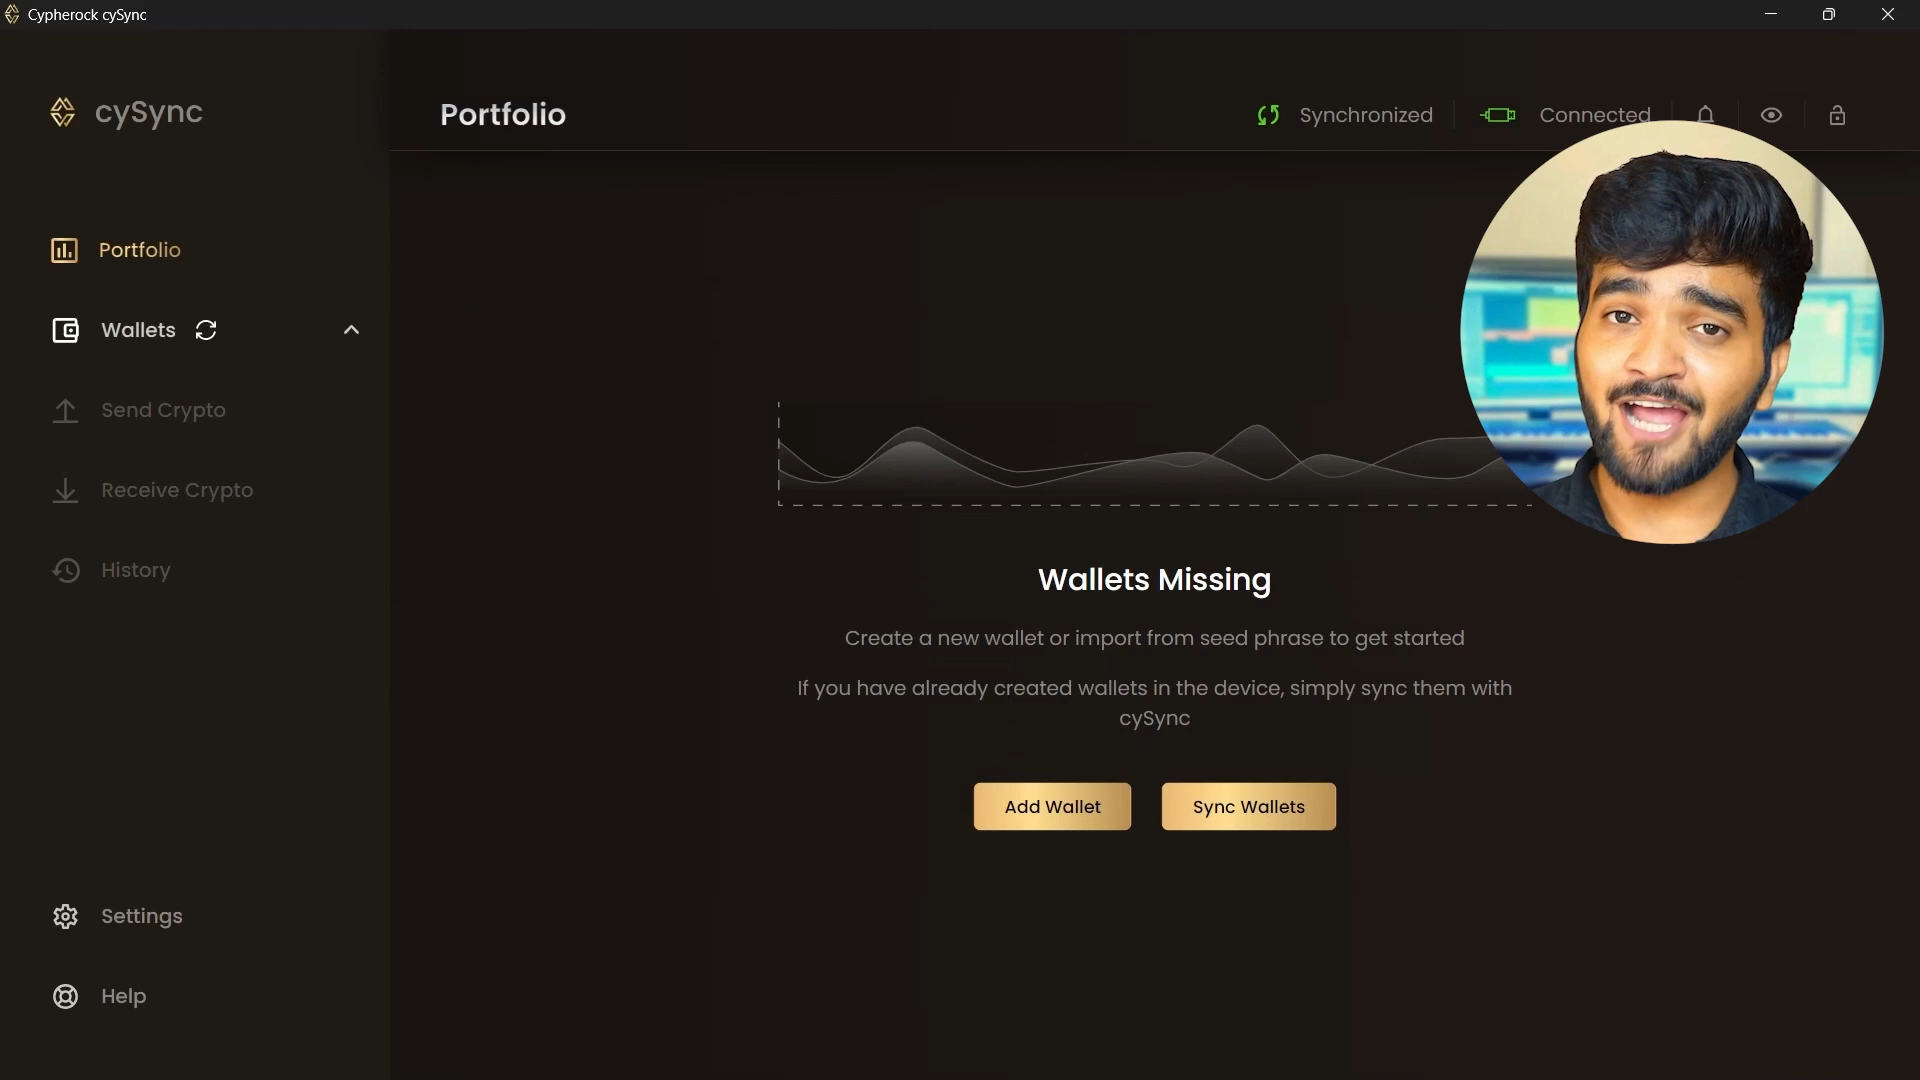 Cypherock cySync
cySync
Portfolio
Synchronized
Connected
Portfolio
Wallets
Send Crypto
Receive Crypto
History
Wallets Missing
Create a new wallet or import from seed phrase to get started
If you have already created wallets in the device, simply sync them with
cySync
Add Wallet
Sync Wallets
Settings
Help